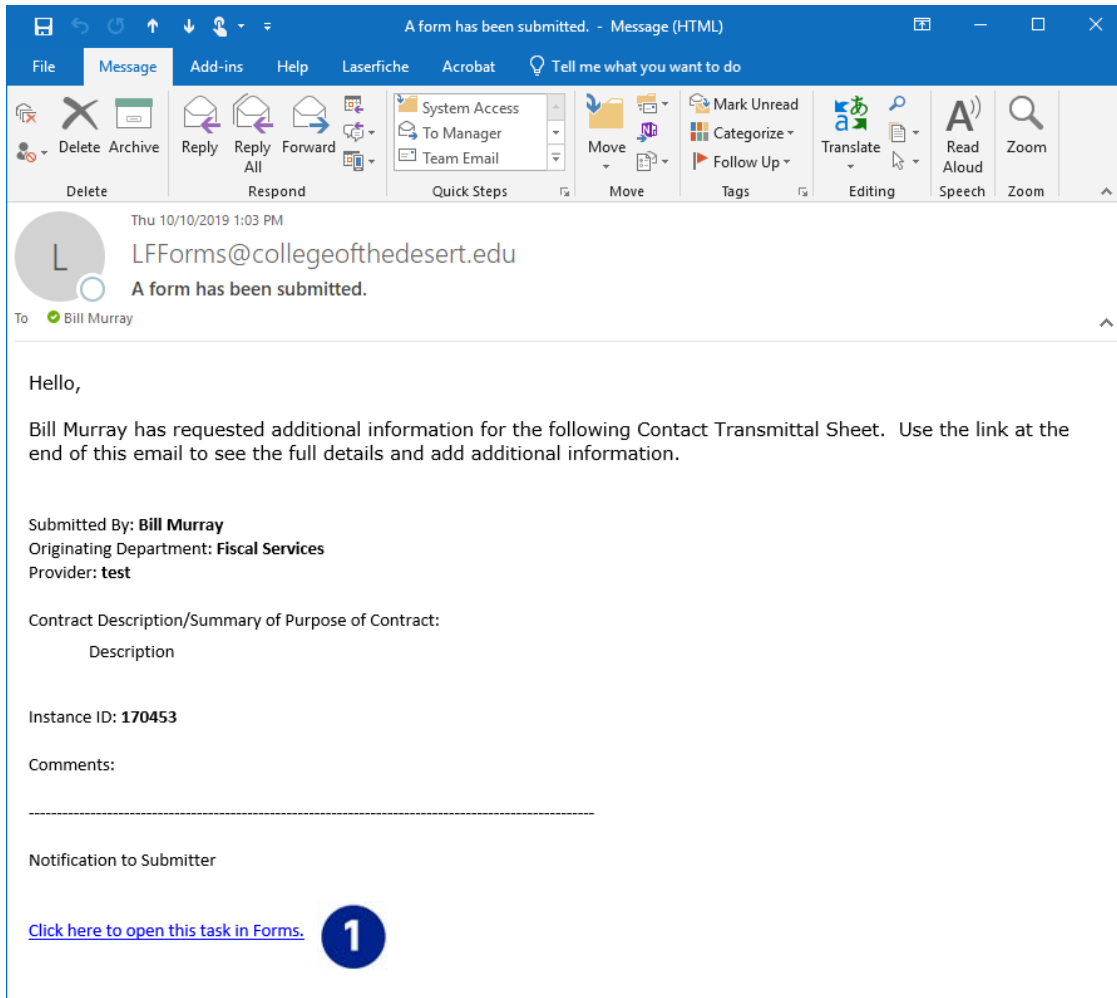 A form has been submitted. - Message (HTML)
File Message Add-ins Help Laserfiche Acrobat Tell me what you want to do
Delete Archive
Reply Reply All Forward
System Access
To Manager
Team Email
Move
Mark Unread
Categorize
Follow Up
Translate
Read Aloud
Zoom
Delete Respond Quick Steps Move Tags Editing Speech Zoom
Thu 10/10/2019 1:03 PM
L
LFForms@collegeofthedesert.edu
A form has been submitted.
To Bill Murray
Hello,
Bill Murray has requested additional information for the following Contact Transmittal Sheet. Use the link at the
end of this email to see the full details and add additional information.
Submitted By: Bill Murray
Originating Department: Fiscal Services
Provider: test
Contract Description/Summary of Purpose of Contract:
Description
Instance ID: 170453
Comments:
-----------------------------------------------------------------------------------------------------
Notification to Submitter
Click here to open this task in Forms. 1